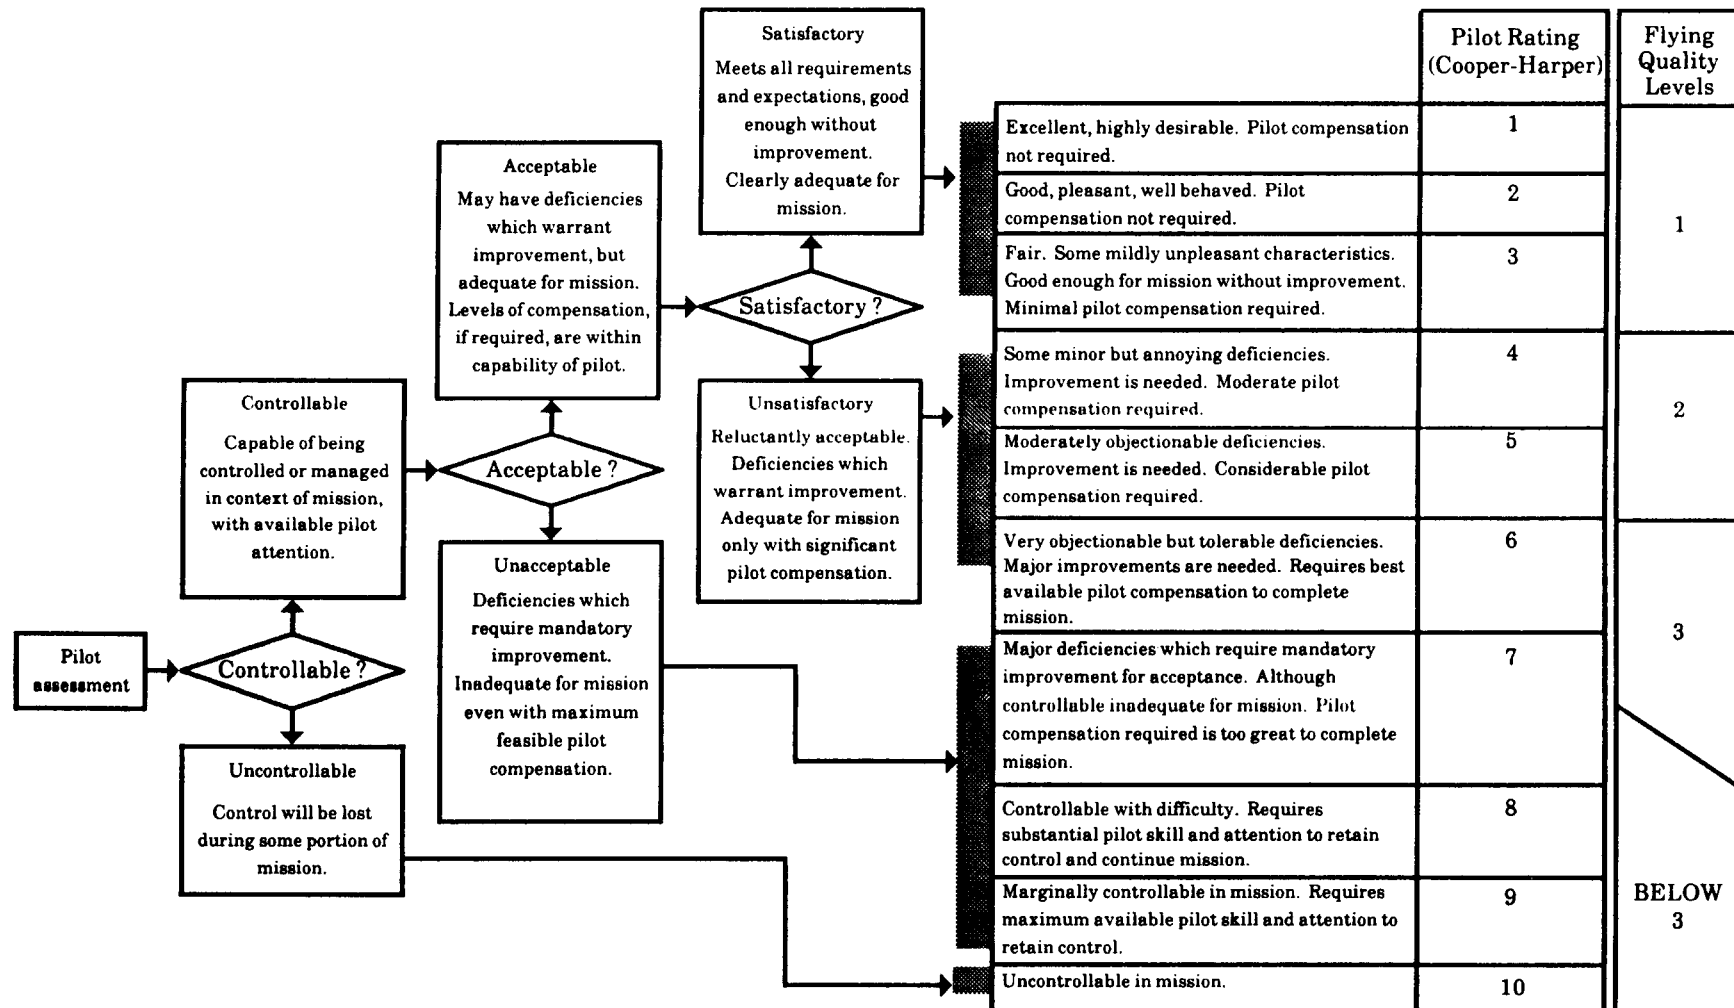 Pilot
assessment
Controllable ?
Controllable
Capable of being
controlled or managed
in context of mission,
with available pilot
attention.
Uncontrollable
Control will be lost
during some portion of
mission.
Acceptable ?
Acceptable
May have deficiencies
which warrant
improvement, but
adequate for mission.
Levels of compensation,
if required, are within
capability of pilot.
Unacceptable
Deficiencies which
require mandatory
improvement.
Inadequate for mission
even with maximum
feasible pilot
compensation.
Satisfactory ?
Satisfactory
Meets all requirements
and expectations, good
enough without
improvement.
Clearly adequate for
mission.
Unsatisfactory
Reluctantly acceptable.
Deficiencies which
warrant improvement.
Adequate for mission
only with significant
pilot compensation.
Pilot Rating
(Cooper-Harper)
Flying
Quality
Levels
Excellent, highly desirable. Pilot compensation
not required.
1
Good, pleasant, well behaved. Pilot
compensation not required.
2
Fair. Some mildly unpleasant characteristics.
Good enough for mission without improvement.
Minimal pilot compensation required.
3
1
Some minor but annoying deficiencies.
Improvement is needed. Moderate pilot
compensation required.
4
Moderately objectionable deficiencies.
Improvement is needed. Considerable pilot
compensation required.
5
2
Very objectionable but tolerable deficiencies.
Major improvements are needed. Requires best
available pilot compensation to complete
mission.
6
Major deficiencies which require mandatory
improvement for acceptance. Although
controllable inadequate for mission. Pilot
compensation required is too great to complete
mission.
7
3
Controllable with difficulty. Requires
substantial pilot skill and attention to retain
control and continue mission.
8
Marginally controllable in mission. Requires
maximum available pilot skill and attention to
retain control.
9
Uncontrollable in mission.
10
BELOW
3